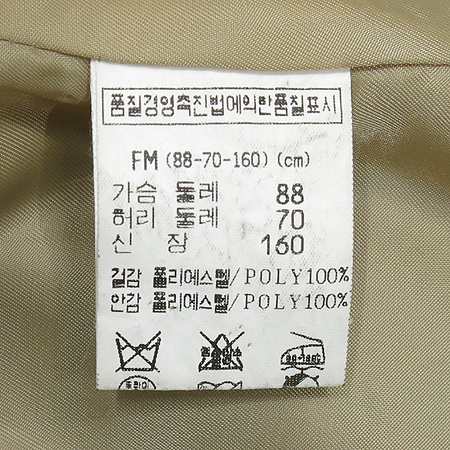 품질경영촉진법에의한품질표시
FM (88-70-160) (cm)
가슴 둘레 88
허리 둘레 70
신 장 160
겉감 폴리에스텔/POLY100%
안감 폴리에스텔/POLY100%